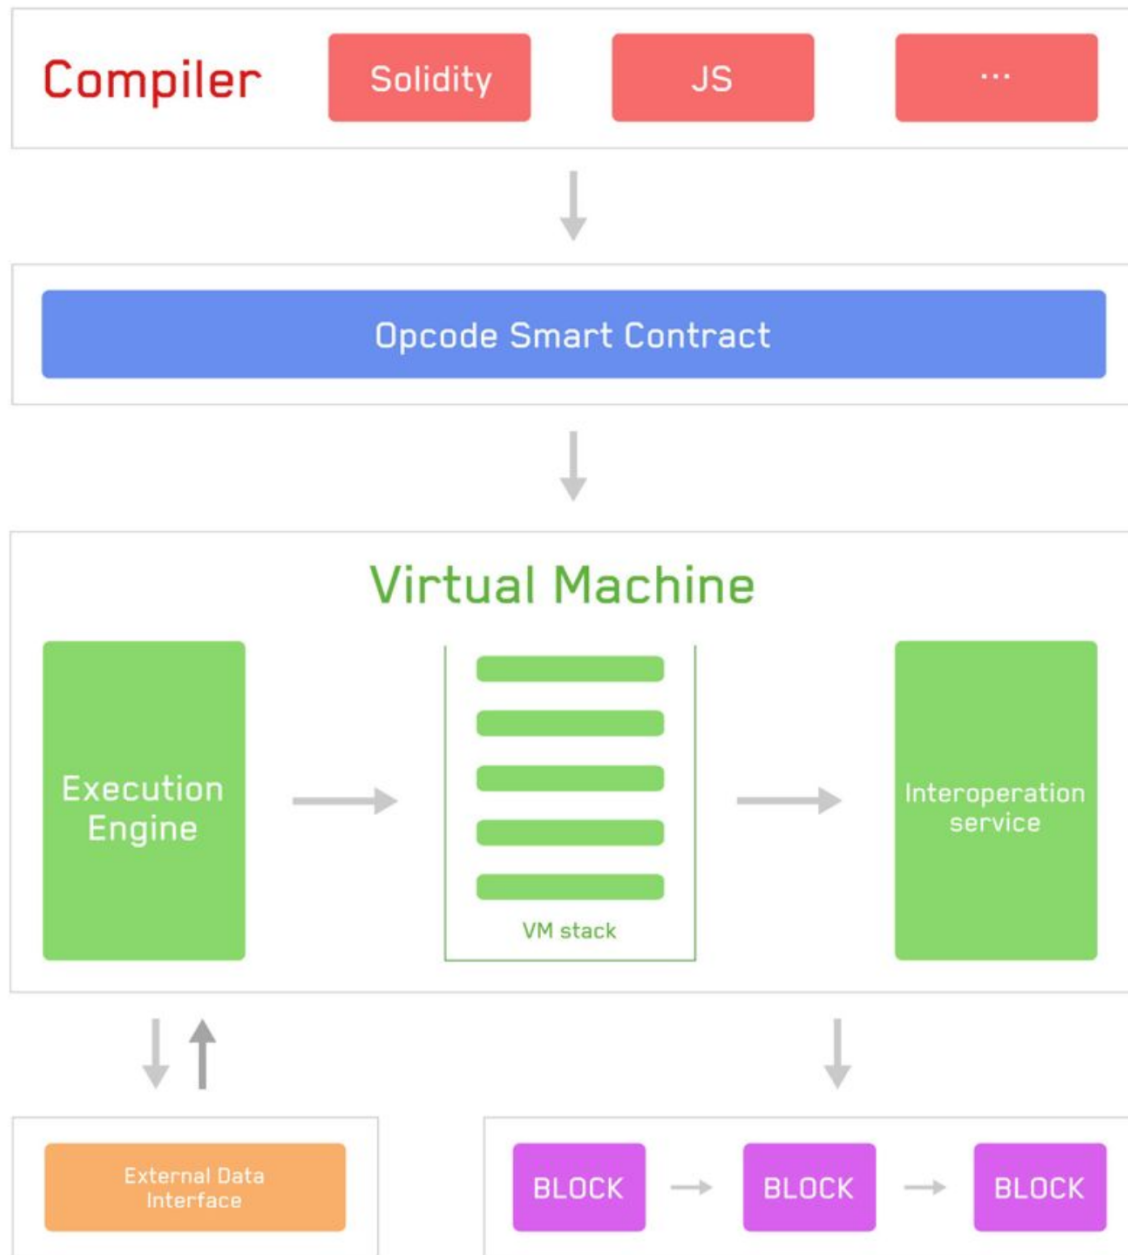 Compiler
Solidity
JS
...
Opcode Smart Contract
Virtual Machine
Execution
Engine
VM stack
Interoperation
service
External Data
Interface
BLOCK
BLOCK
BLOCK